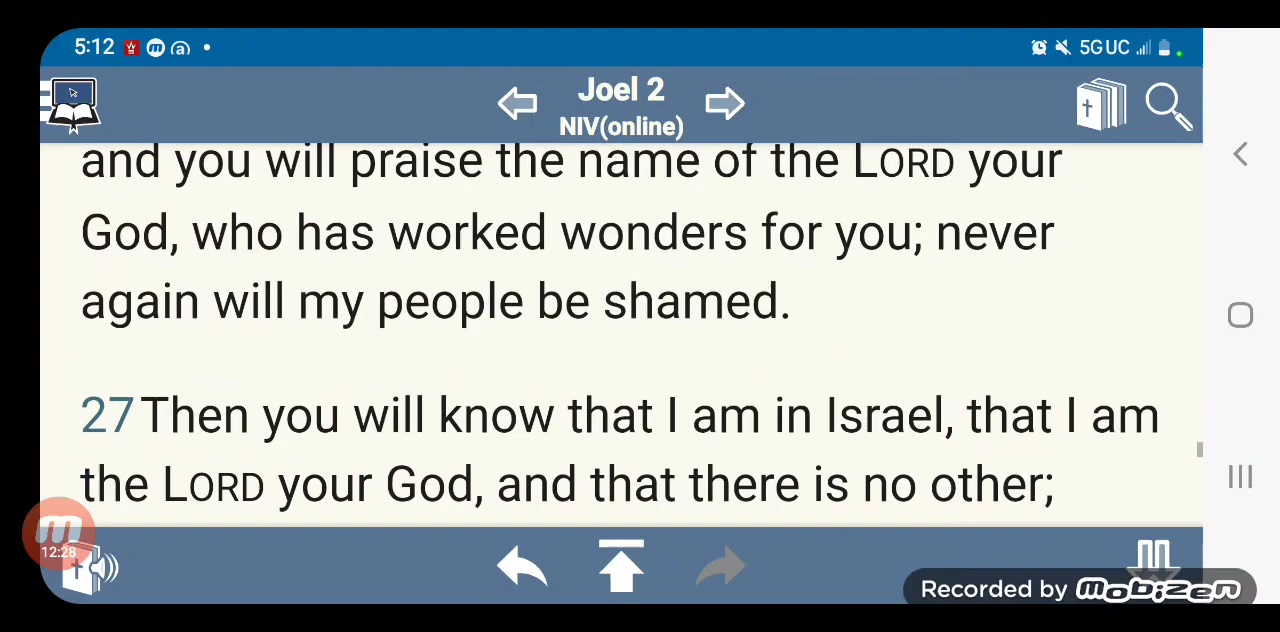 5:12 5G UC
Joel 2
NIV(online)
and you will praise the name of the LORD your
God, who has worked wonders for you; never
again will my people be shamed.
27 Then you will know that I am in Israel, that I am
the LORD your God, and that there is no other;
12:28
Recorded by MOBIZEN